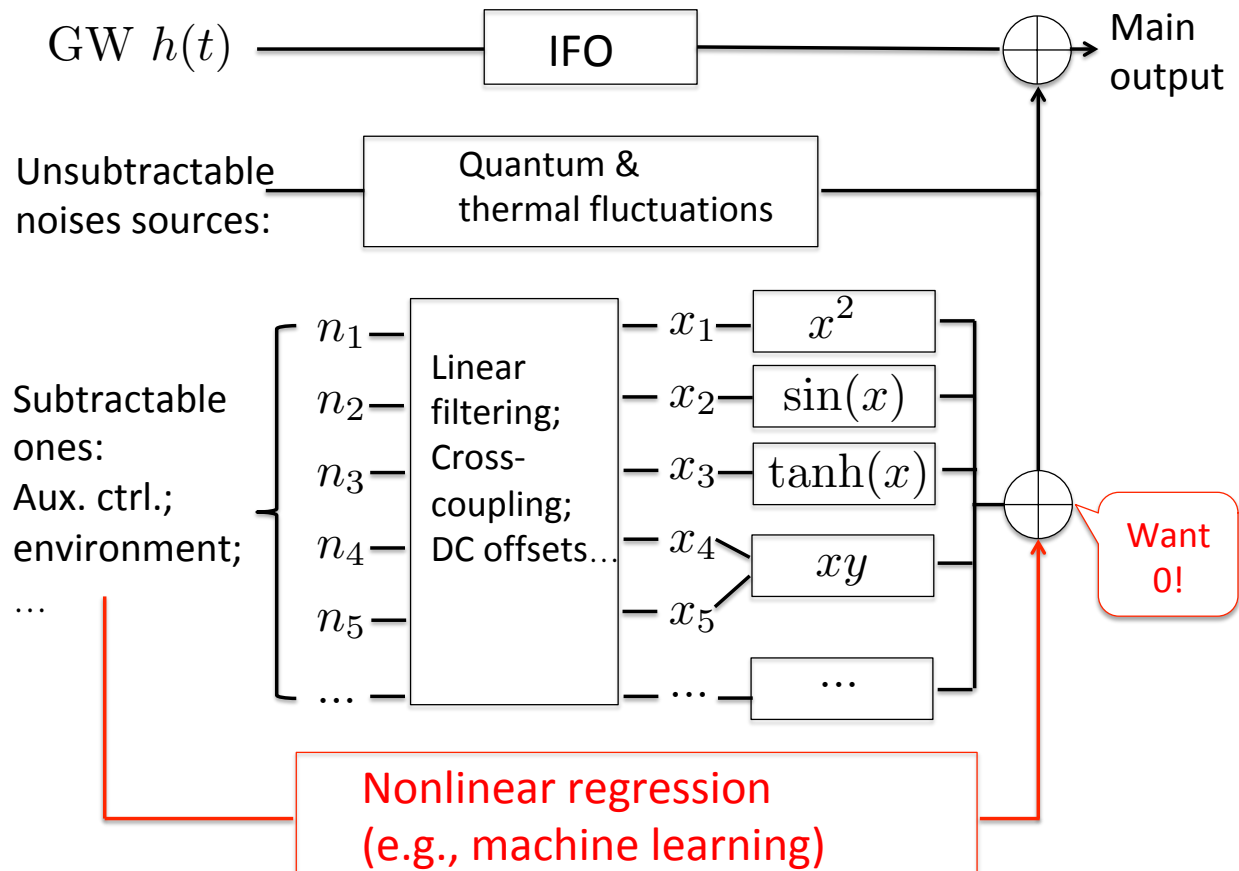 GW h(t)
IFO
Main
output
Unsubtractable
noises sources:
Quantum &
thermal fluctuations
Subtractable
ones:
Aux. ctrl.;
environment;
...
n₁
n₂
n₃
n₄
n₅
...
Linear
filtering;
Cross-
coupling;
DC offsets...
x₁
x₂
x₃
x₄
x₅
...
x²
sin(x)
tanh(x)
xy
...
Want
0!
Nonlinear regression
(e.g., machine learning)